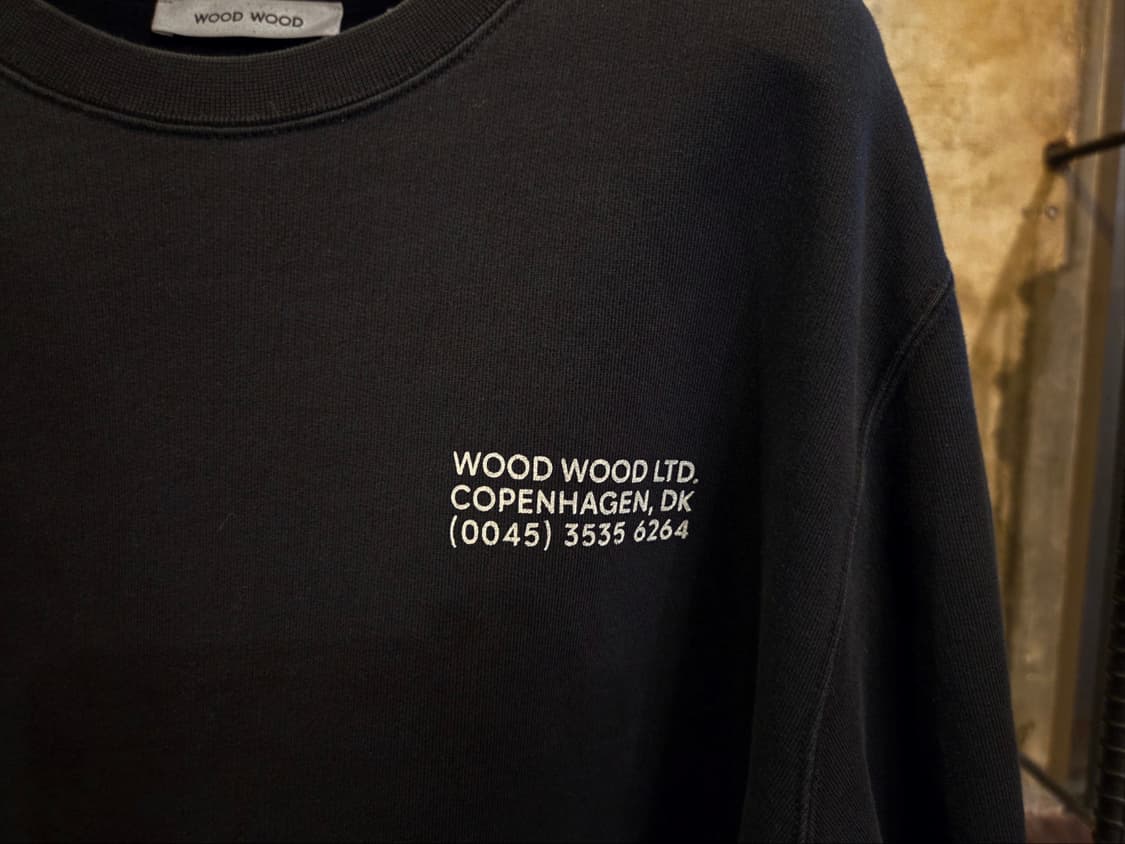 WOOD WOOD
WOOD WOOD LTD.
COPENHAGEN, DK
(0045) 3535 6264